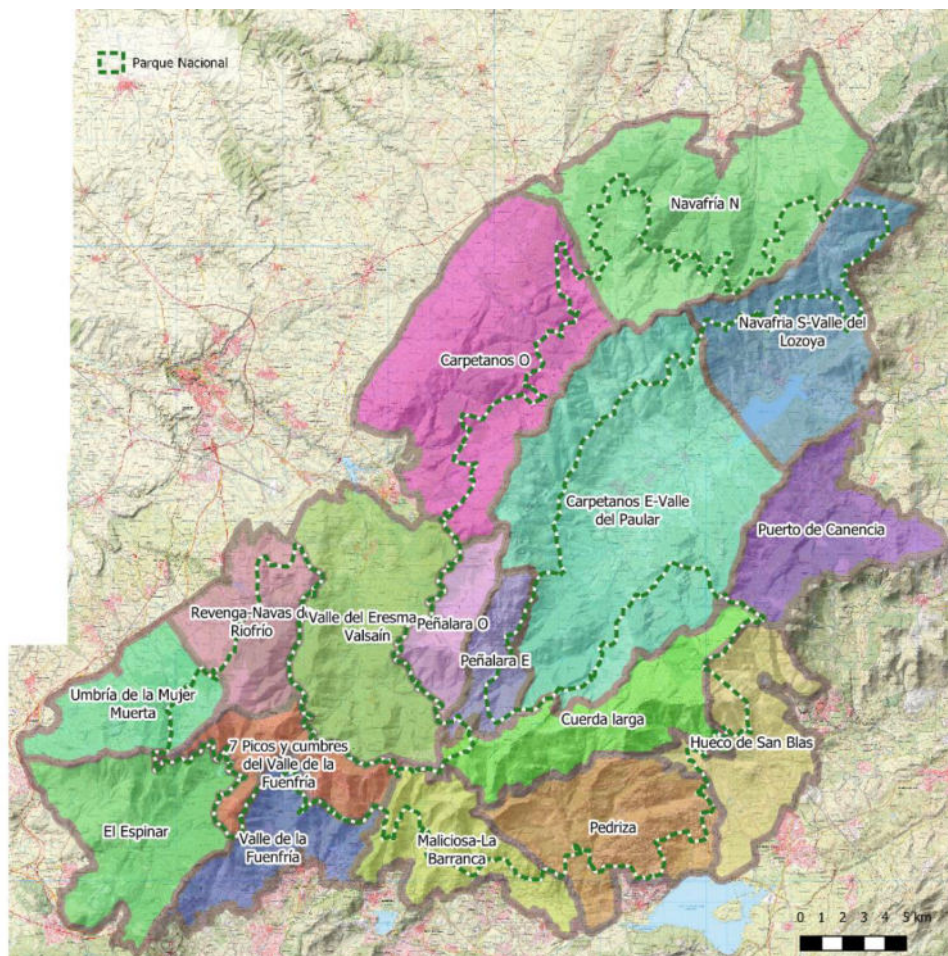 Parque Nacional
Navafría N
Navafria S-Valle del
Lozoya
Carpetanos O
Carpetanos E-Valle
del Paular
Puerto de Canencia
Revenga-Navas d
Riofrío
Valle del Eresma
Valsaín
Peñalara O
Peñalara E
Umbría de la Mujer
Muerta
Cuerda larga
Hueco de San Blas
7 Picos y cumbres
del Valle de la
Fuenfría
El Espinar
Valle de la
Fuenfría
Maliciosa-La
Barranca
Pedriza
0 1 2 3 4 5 km